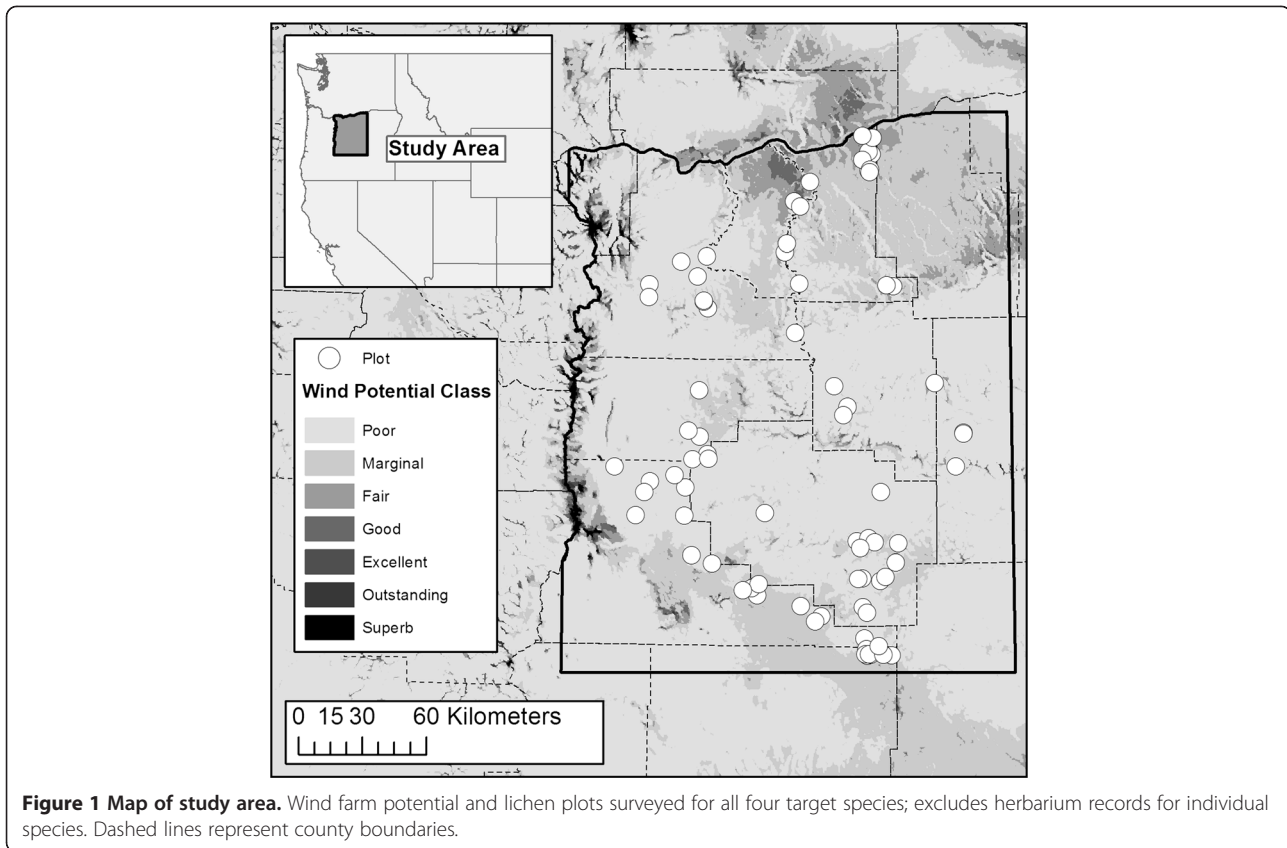 Study Area
Plot
Wind Potential Class
Poor
Marginal
Fair
Good
Excellent
Outstanding
Superb
0 15 30 60 Kilometers
Figure 1 Map of study area. Wind farm potential and lichen plots surveyed for all four target species; excludes herbarium records for individual
species. Dashed lines represent county boundaries.